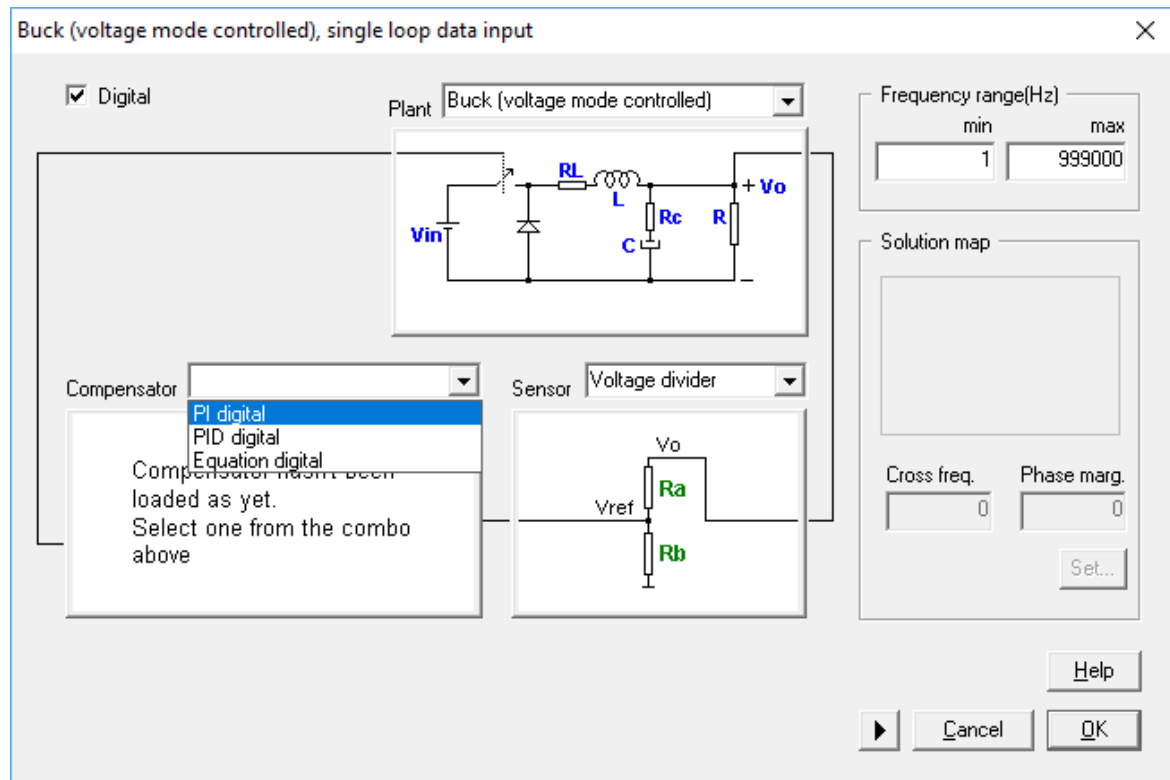 Buck (voltage mode controlled), single loop data input
Digital
Plant
Buck (voltage mode controlled)
RL
L
Vin
Rc
C
R
+ Vo
Frequency range(Hz)
min
max
1
999000
Solution map
Compensator
PI digital
PID digital
Equation digital
loaded as yet.
Select one from the combo
above
Sensor
Voltage divider
Vo
Ra
Vref
Rb
Cross freq.
Phase marg.
0
0
Set...
Help
Cancel
OK